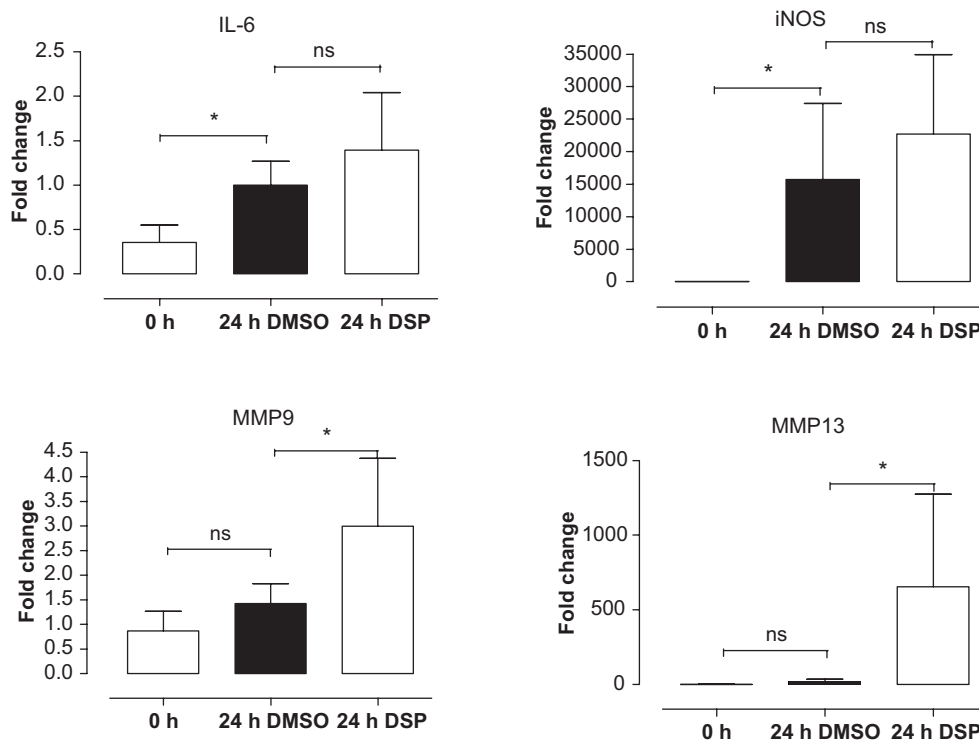 IL-6
Fold change
2.5
2.0
1.5
1.0
0.5
0.0
*
ns
0 h
24 h DMSO
24 h DSP
iNOS
Fold change
35000
30000
25000
20000
15000
10000
5000
0
*
ns
0 h
24 h DMSO
24 h DSP
MMP9
Fold change
4.5
4.0
3.5
3.0
2.5
2.0
1.5
1.0
0.5
0.0
ns
*
0 h
24 h DMSO
24 h DSP
MMP13
Fold change
1500
1000
500
0
ns
*
0 h
24 h DMSO
24 h DSP